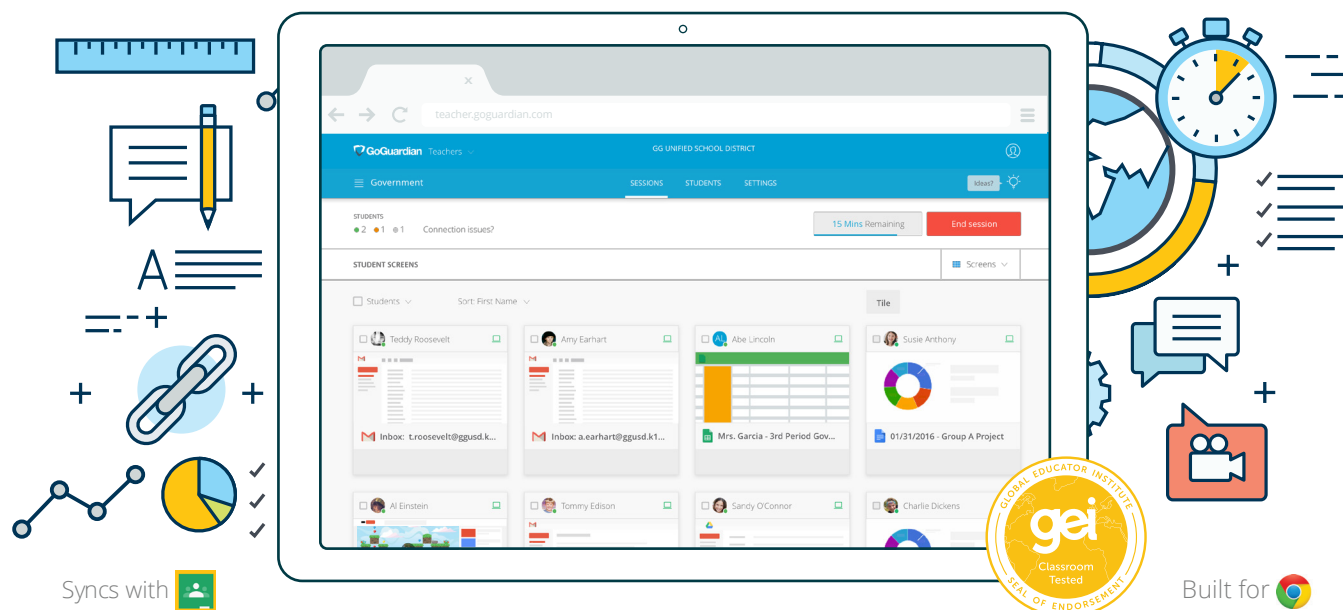 teacher.goguardian.com
GoGuardian Teachers
GG UNIFIED SCHOOL DISTRICT
Government
SESSIONS STUDENTS SETTINGS
Ideas?
STUDENTS
2 1 1 Connection issues?
15 Mins Remaining
End session
STUDENT SCREENS
Screens
Students
Sort: First Name
Tile
Teddy Roosevelt
Amy Earhart
AL Abe Lincoln
Susie Anthony
Inbox: t.roosevelt@ggusd.k...
Inbox: a.earhart@ggusd.k1...
Mrs. Garcia - 3rd Period Gov...
01/31/2016 - Group A Project
Al Einstein
Tommy Edison
Sandy O'Connor
Charlie Dickens
A
GLOBAL EDUCATOR INSTITUTE
gei
Classroom
Tested
SEAL OF ENDORSEMENT
Syncs with
Built for